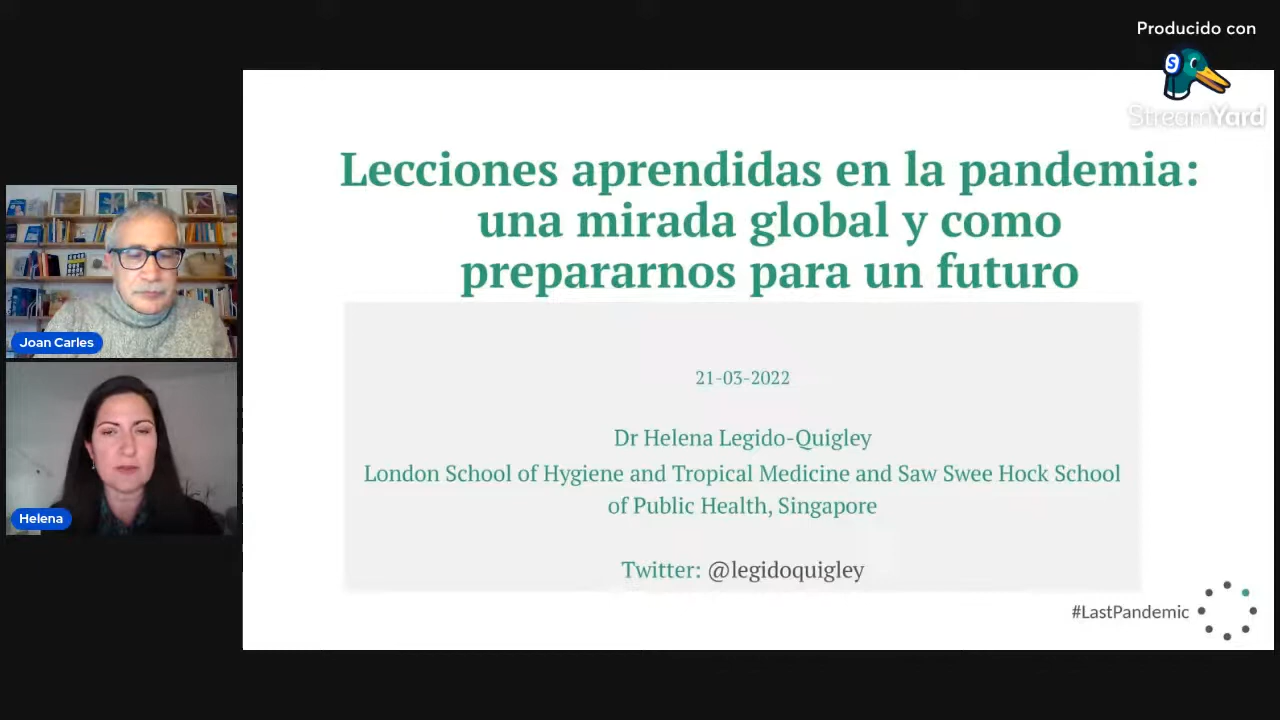 Producido con
StreamYard
Lecciones aprendidas en la pandemia:
una mirada global y como
prepararnos para un futuro
21-03-2022
Dr Helena Legido-Quigley
London School of Hygiene and Tropical Medicine and Saw Swee Hock School
of Public Health, Singapore
Twitter: @legidoquigley
#LastPandemic
Joan Carles
Helena